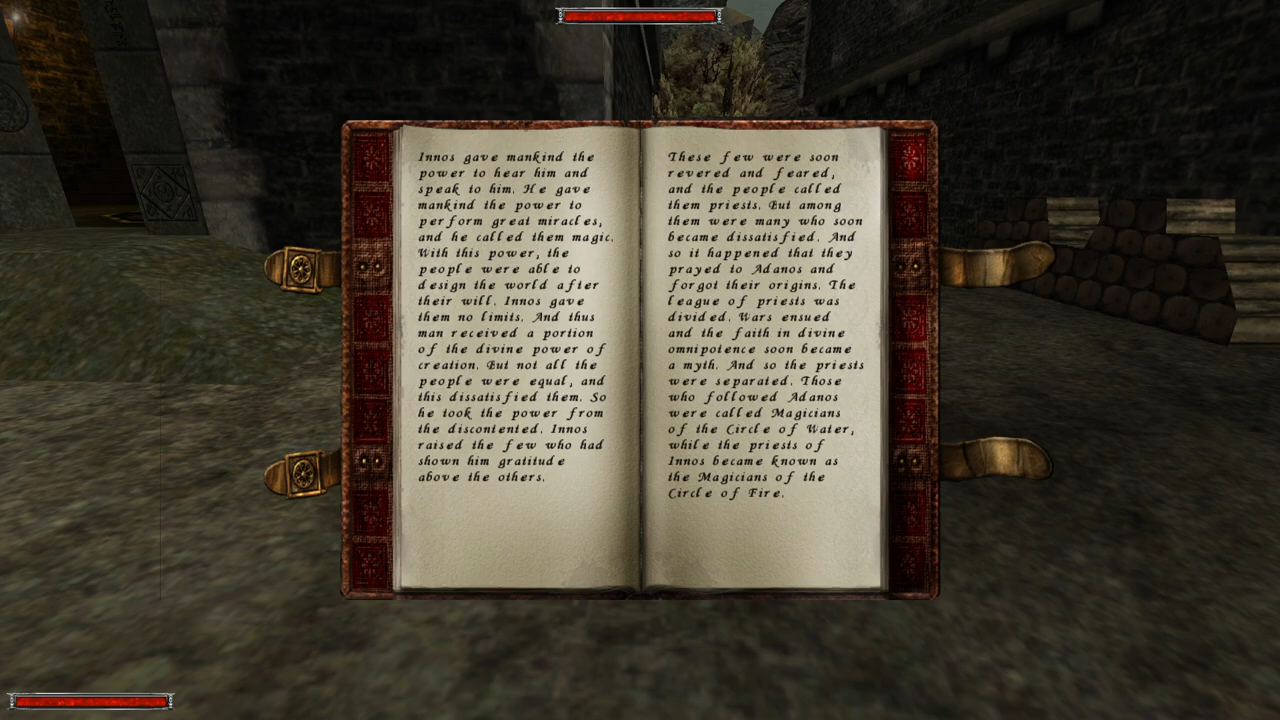 Innos gave mankind the
power to hear him and
speak to him. He gave
mankind the power to
perform great miracles,
and he called them magic.
With this power, the
people were able to
design the world after
their will. Innos gave
them no limits. And thus
man received a portion
of the divine power of
creation. But not all the
people were equal, and
this dissatisfied them. So
he took the power from
the discontented. Innos
raised the few who had
shown him gratitude
above the others.
These few were soon
revered and feared,
and the people called
them priests. But among
them were many who soon
became dissatisfied. And
so it happened that they
prayed to Adanos and
forgot their origins. The
league of priests was
divided. Wars ensued
and the faith in divine
omnipotence soon became
a myth. And so the priests
were separated. Those
who followed Adanos
were called Magicians
of the Circle of Water,
while the priests of
Innos became known as
the Magicians of the
Circle of Fire.